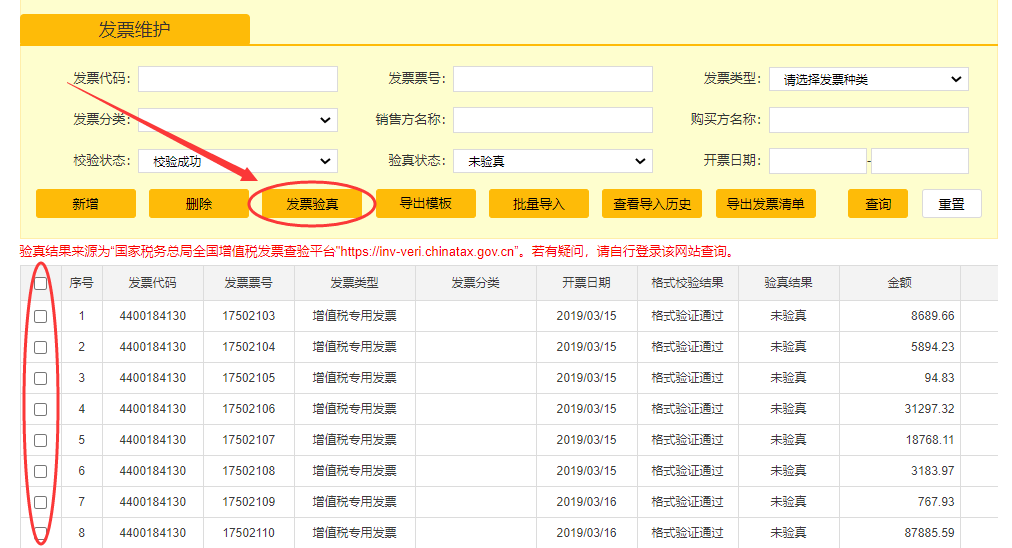 发票维护
发票代码: 发票票号: 发票类型: 请选择发票种类
发票分类: 销售方名称: 购买方名称:
校验状态: 校验成功 验真状态: 未验真 开票日期: -
新增 删除 发票验真 导出模板 批量导入 查看导入历史 导出发票清单 查询 重置
验真结果来源为“国家税务总局全国增值税发票查验平台”https://inv-veri.chinatax.gov.cn”。若有疑问，请自行登录该网站查询。
序号 发票代码 发票票号 发票类型 发票分类 开票日期 格式校验结果 验真结果 金额
1 4400184130 17502103 增值税专用发票 2019/03/15 格式验证通过 未验真 8689.66
2 4400184130 17502104 增值税专用发票 2019/03/15 格式验证通过 未验真 5894.23
3 4400184130 17502105 增值税专用发票 2019/03/15 格式验证通过 未验真 94.83
4 4400184130 17502106 增值税专用发票 2019/03/15 格式验证通过 未验真 31297.32
5 4400184130 17502107 增值税专用发票 2019/03/15 格式验证通过 未验真 18768.11
6 4400184130 17502108 增值税专用发票 2019/03/15 格式验证通过 未验真 3183.97
7 4400184130 17502109 增值税专用发票 2019/03/16 格式验证通过 未验真 767.93
8 4400184130 17502110 增值税专用发票 2019/03/16 格式验证通过 未验真 87885.59